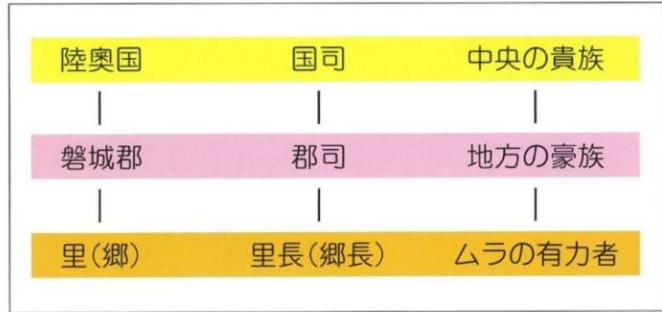 陸奥国 国司 中央の貴族
磐城郡 郡司 地方の豪族
里(郷) 里長(郷長) ムラの有力者